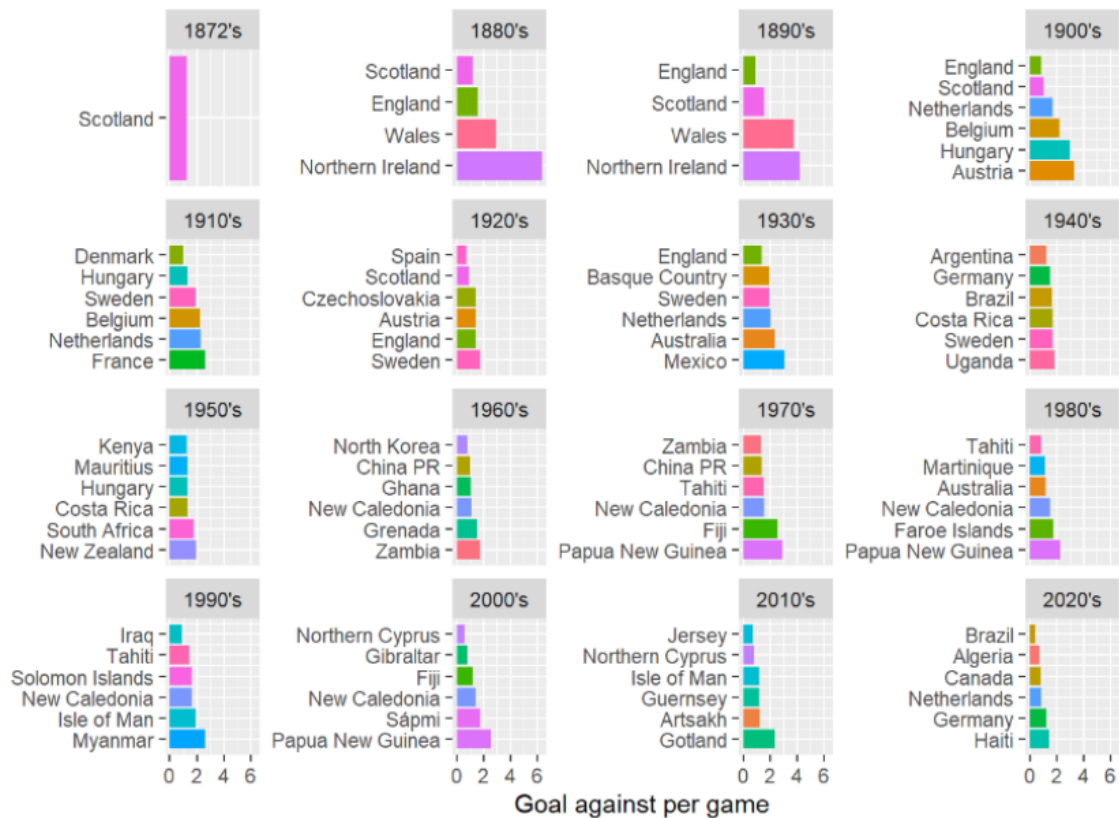 1872's
Scotland
1880's
Scotland
England
Wales
Northern Ireland
1890's
England
Scotland
Wales
Northern Ireland
1900's
England
Scotland
Netherlands
Belgium
Hungary
Austria
1910's
Denmark
Hungary
Sweden
Belgium
Netherlands
France
1920's
Spain
Scotland
Czechoslovakia
Austria
England
Sweden
1930's
England
Basque Country
Sweden
Netherlands
Australia
Mexico
1940's
Argentina
Germany
Brazil
Costa Rica
Sweden
Uganda
1950's
Kenya
Mauritius
Hungary
Costa Rica
South Africa
New Zealand
1960's
North Korea
China PR
Ghana
New Caledonia
Grenada
Zambia
1970's
Zambia
China PR
Tahiti
New Caledonia
Fiji
Papua New Guinea
1980's
Tahiti
Martinique
Australia
New Caledonia
Faroe Islands
Papua New Guinea
1990's
Iraq
Tahiti
Solomon Islands
New Caledonia
Isle of Man
Myanmar
0 2 4 6
2000's
Northern Cyprus
Gibraltar
Fiji
New Caledonia
Sápmi
Papua New Guinea
0 2 4 6
2010's
Jersey
Northern Cyprus
Isle of Man
Guernsey
Artsakh
Gotland
0 2 4 6
2020's
Brazil
Algeria
Canada
Netherlands
Germany
Haiti
0 2 4 6
Goal against per game